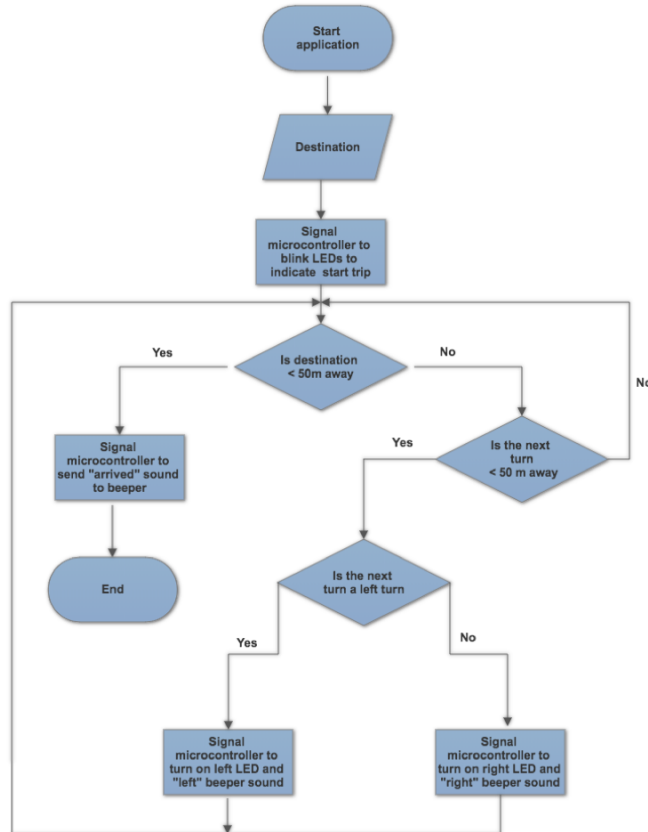 Start
application
Destination
Signal
microcontroller to
blink LEDs to
indicate start trip
Yes
No
Is destination
< 50m away
No
Signal
microcontroller to
send "arrived" sound
to beeper
Yes
Is the next
turn
< 50 m away
End
Is the next
turn a left turn
Yes
No
Signal
microcontroller to
turn on left LED and
"left" beeper sound
Signal
microcontroller to
turn on right LED and
"right" beeper sound